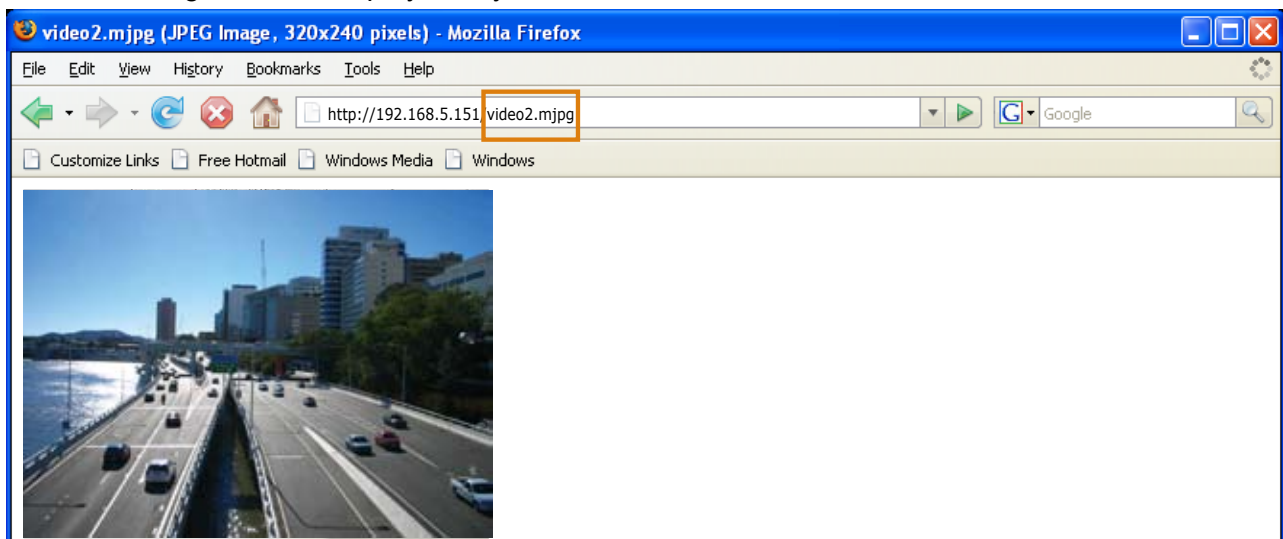 video2.mjpg (JPEG Image, 320x240 pixels) - Mozilla Firefox
File Edit View History Bookmarks Tools Help
http://192.168.5.151/video2.mjpg G Google
Customize Links Free Hotmail Windows Media Windows